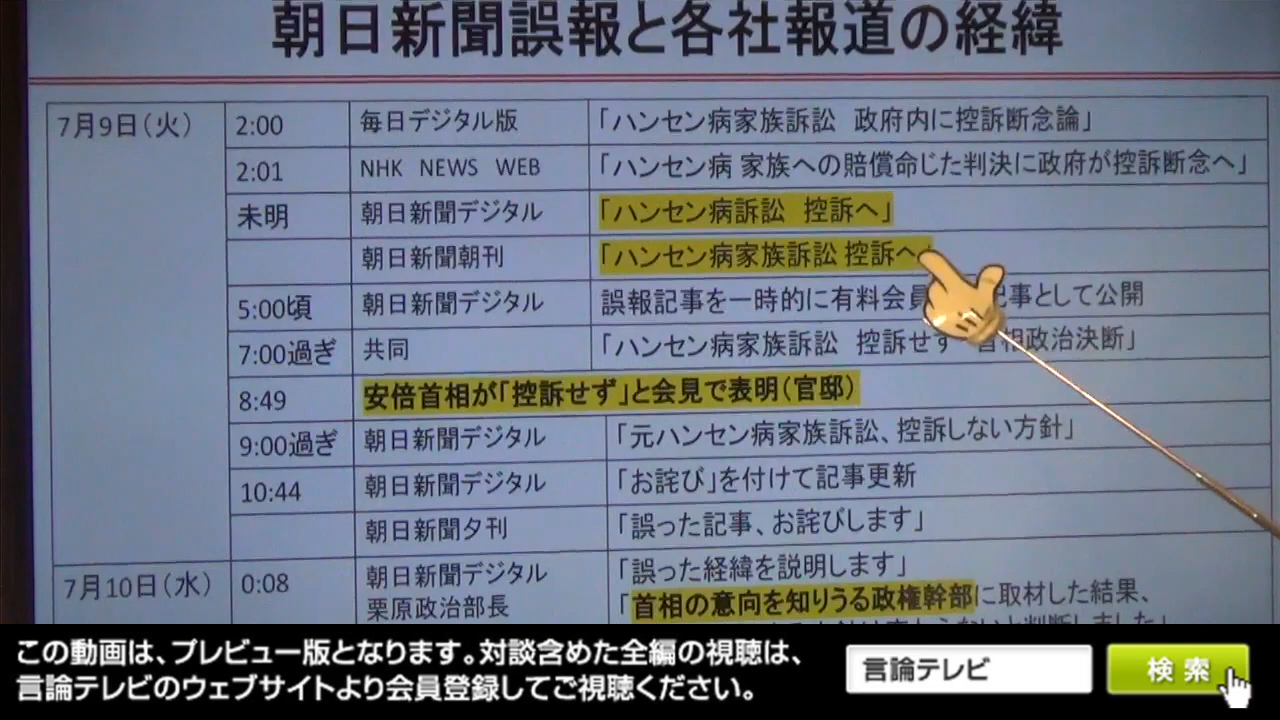 朝日新聞誤報と各社報道の経緯
7月9日(火) 2:00 毎日デジタル版 「ハンセン病家族訴訟 政府内に控訴断念論」
2:01 NHK NEWS WEB 「ハンセン病 家族への賠償命じた判決に政府が控訴断念へ」
未明 朝日新聞デジタル 「ハンセン病訴訟 控訴へ」
朝日新聞朝刊 「ハンセン病家族訴訟 控訴へ
5:00頃 朝日新聞デジタル 誤報記事を一時的に有料会員 記事として公開
7:00過ぎ 共同 「ハンセン病家族訴訟 控訴せず 首相政治決断」
8:49 安倍首相が「控訴せず」と会見で表明(官邸)
9:00過ぎ 朝日新聞デジタル 「元ハンセン病家族訴訟、控訴しない方針」
10:44 朝日新聞デジタル 「お詫び」を付けて記事更新
朝日新聞夕刊 「誤った記事、お詫びします」
7月10日(水) 0:08 朝日新聞デジタル 「誤った経緯を説明します」
栗原政治部長 「首相の意向を知りうる政権幹部に取材した結果、
この動画は、プレビュー版となります。対談含めた全編の視聴は、
言論テレビのウェブサイトより会員登録してご視聴ください。
言論テレビ 検索